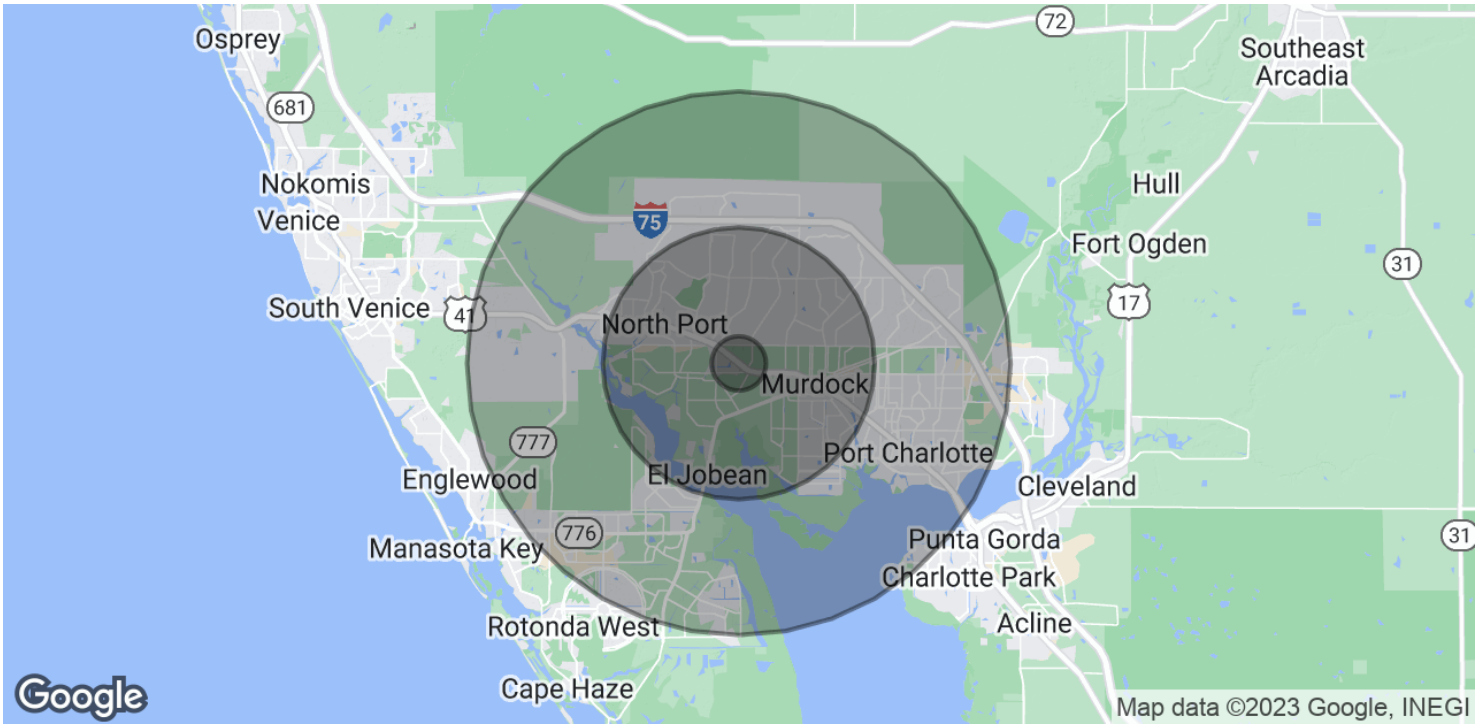 Osprey
72
Southeast
Arcadia
681
Nokomis
Hull
Venice
75
Fort Ogden
31
South Venice
41
17
North Port
Murdock
777
Port Charlotte
El Jobean
Englewood
Cleveland
776
Punta Gorda
31
Manasota Key
Charlotte Park
Rotonda West
Acline
Cape Haze
Google
Map data ©2023 Google, INEGI